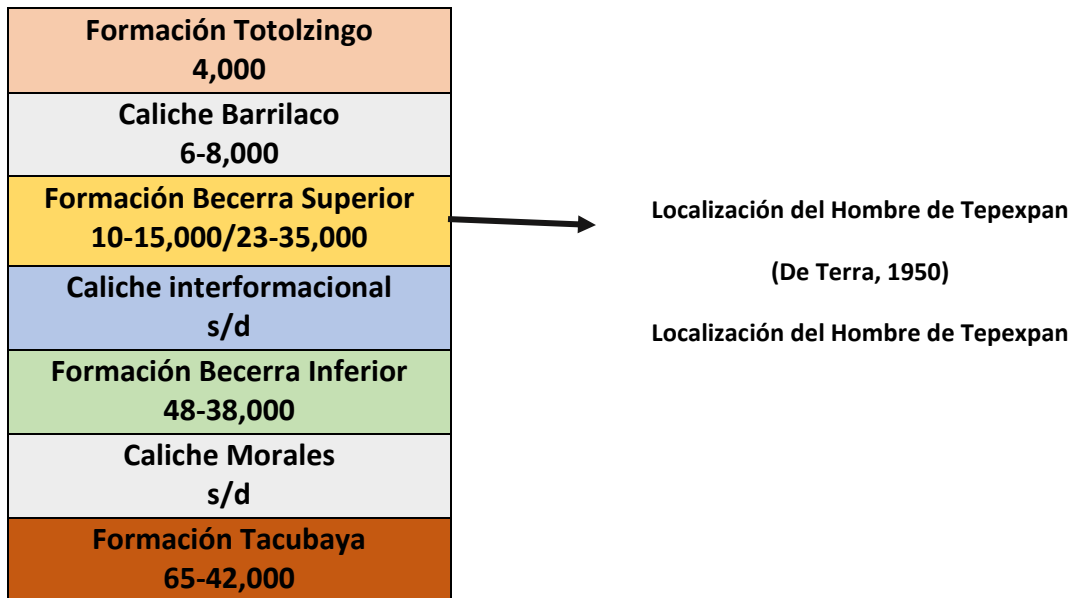 Formación Totolzingo
4,000
Caliche Barrilaco
6-8,000
Formación Becerra Superior
10-15,000/23-35,000
Caliche interformacional
s/d
Formación Becerra Inferior
48-38,000
Caliche Morales
s/d
Formación Tacubaya
65-42,000
Localización del Hombre de Tepexpan
(De Terra, 1950)
Localización del Hombre de Tepexpan